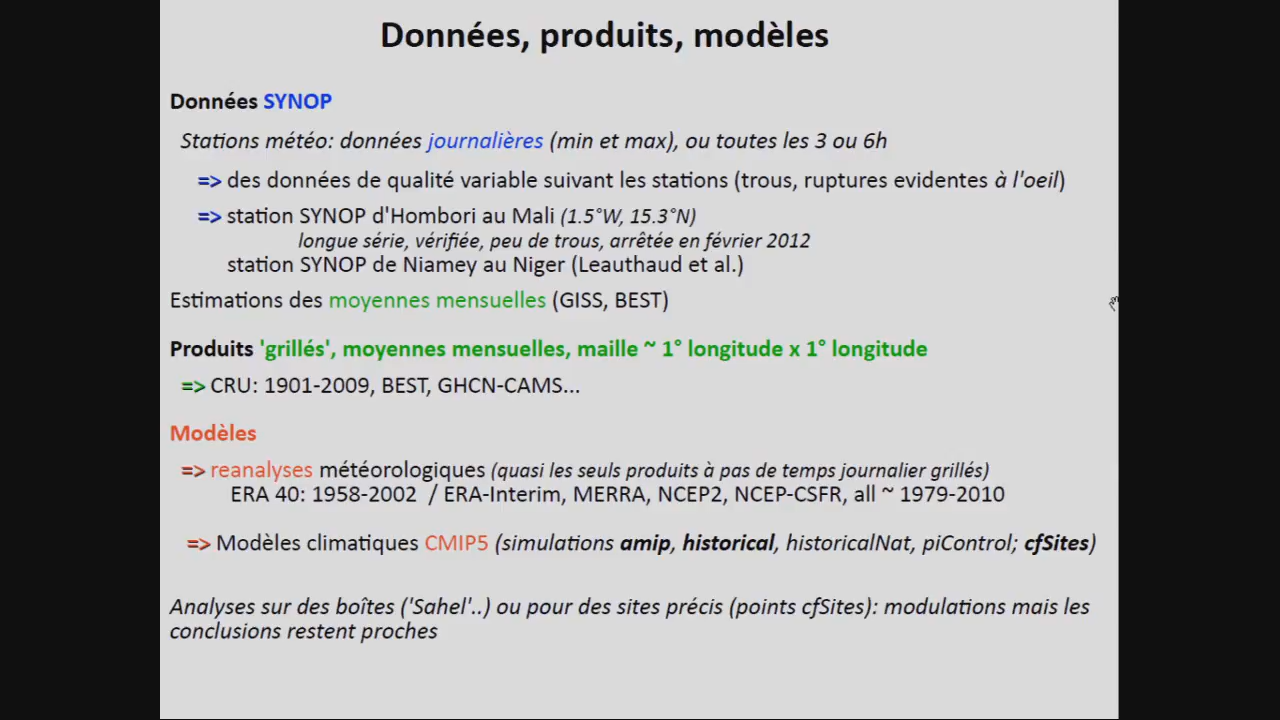 Données, produits, modèles
Données SYNOP
Stations météo: données journalières (min et max), ou toutes les 3 ou 6h
=> des données de qualité variable suivant les stations (trous, ruptures evidentes à l'oeil)
=> station SYNOP d'Hombori au Mali (1.5°W, 15.3°N)
longue série, vérifiée, peu de trous, arrêtée en février 2012
station SYNOP de Niamey au Niger (Leauthaud et al.)
Estimations des moyennes mensuelles (GISS, BEST)
Produits 'grillés', moyennes mensuelles, maille ~ 1° longitude x 1° longitude
=> CRU: 1901-2009, BEST, GHCN-CAMS...
Modèles
=> reanalyses météorologiques (quasi les seuls produits à pas de temps journalier grillés)
ERA 40: 1958-2002 / ERA-Interim, MERRA, NCEP2, NCEP-CSFR, all ~ 1979-2010
=> Modèles climatiques CMIP5 (simulations amip, historical, historicalNat, piControl; cfSites)
Analyses sur des boîtes ('Sahel'..) ou pour des sites précis (points cfSites): modulations mais les
conclusions restent proches